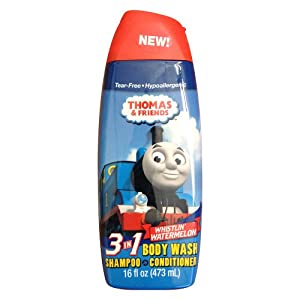 NEW!
Tear-Free • Hypoallergenic
THOMAS
& FRIENDS
WHISTLIN'
WATERMELON
3 IN 1
BODY WASH
SHAMPOO • CONDITIONER
16 fl oz (473 mL)